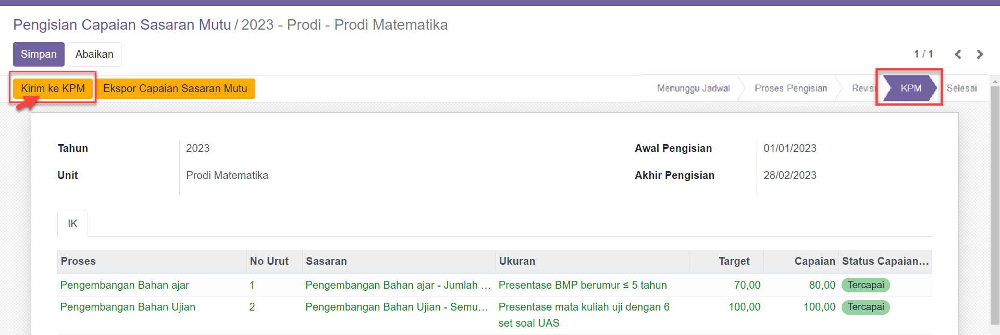 Pengisian Capaian Sasaran Mutu / 2023 - Prodi - Prodi Matematika
Simpan Abaikan 1 / 1
Kirim ke KPM Ekspor Capaian Sasaran Mutu Menunggu Jadwal Proses Pengisian Revisi KPM Selesai
Tahun 2023 Awal Pengisian 01/01/2023
Unit Prodi Matematika Akhir Pengisian 28/02/2023
IK
Proses No Urut Sasaran Ukuran Target Capaian Status Capaian...
Pengembangan Bahan ajar 1 Pengembangan Bahan ajar - Jumlah ... Presentase BMP berumur ≤ 5 tahun 70,00 80,00 Tercapai
Pengembangan Bahan Ujian 2 Pengembangan Bahan Ujian - Semu... Presentase mata kuliah uji dengan 6 100,00 100,00 Tercapai
set soal UAS